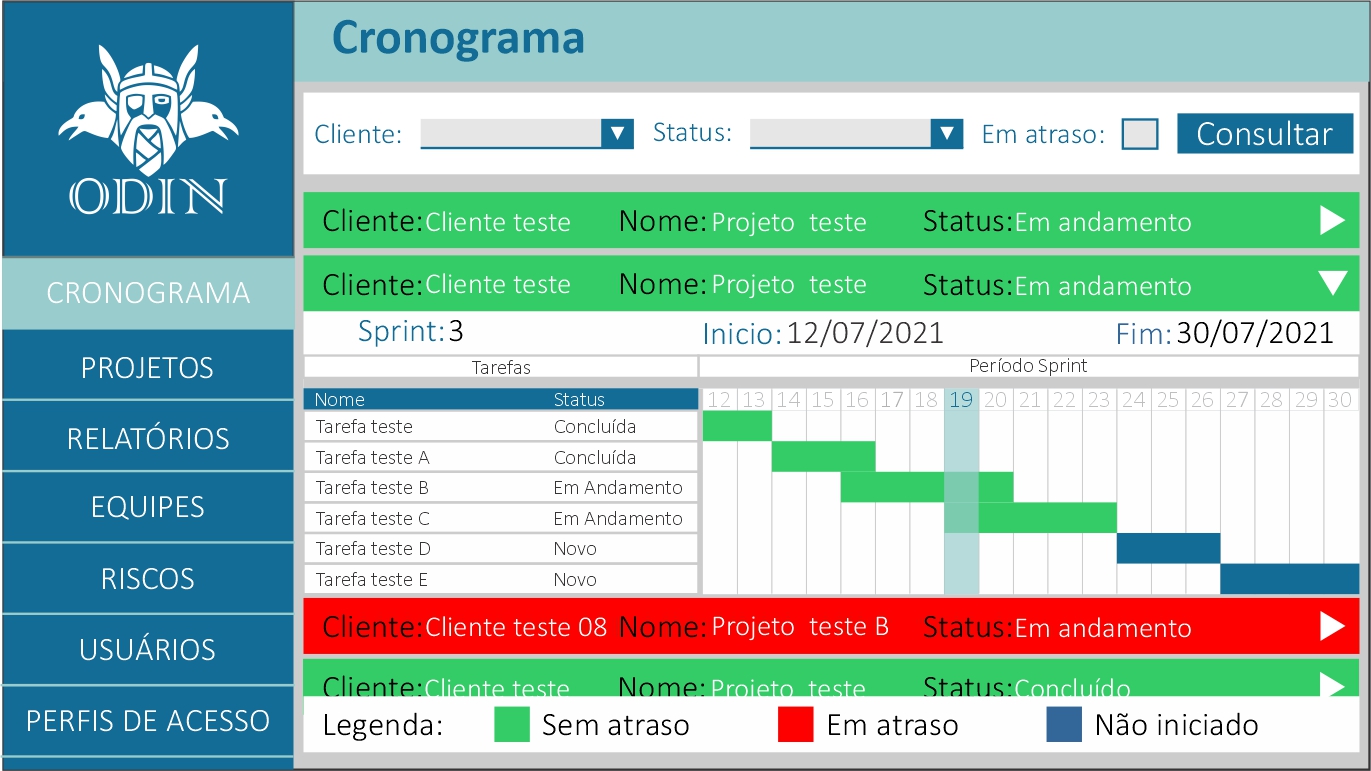 ODIN
CRONOGRAMA
PROJETOS
RELATÓRIOS
EQUIPES
RISCOS
USUÁRIOS
PERFIS DE ACESSO
Cronograma
Cliente: Status: Em atraso: Consultar
Cliente: Cliente teste Nome: Projeto teste Status: Em andamento
Cliente: Cliente teste Nome: Projeto teste Status: Em andamento
Sprint: 3 Inicio: 12/07/2021 Fim: 30/07/2021
Tarefas Período Sprint
Nome Status 12 13 14 15 16 17 18 19 20 21 22 23 24 25 26 27 28 29 30
Tarefa teste Concluída
Tarefa teste A Concluída
Tarefa teste B Em Andamento
Tarefa teste C Em Andamento
Tarefa teste D Novo
Tarefa teste E Novo
Cliente: Cliente teste 08 Nome: Projeto teste B Status: Em andamento
Cliente: Cliente teste Nome: Projeto teste Status: Concluído
Legenda: Sem atraso Em atraso Não iniciado